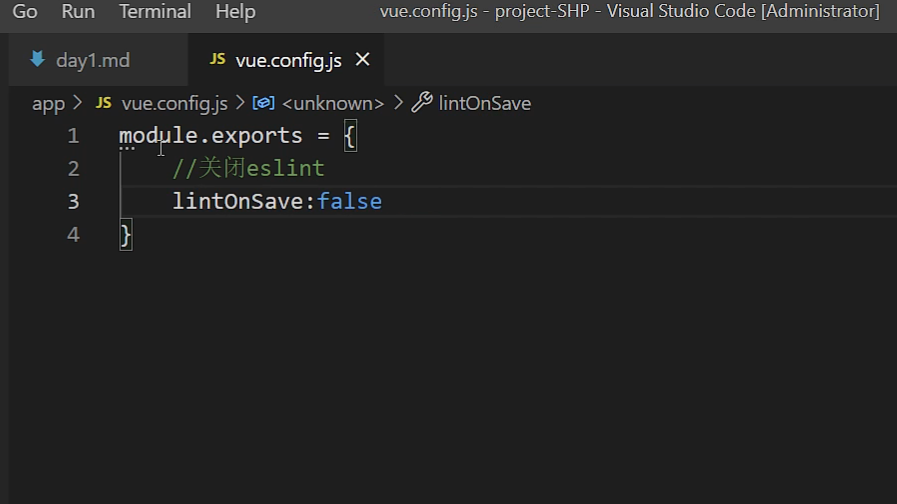 Go Run Terminal Help vue.config.js - project-SHP - Visual Studio Code [Administrator]
day1.md JS vue.config.js
app > JS vue.config.js > <unknown> > lintOnSave
1 module.exports = {
2 //关闭eslint
3 lintOnSave:false
4 }